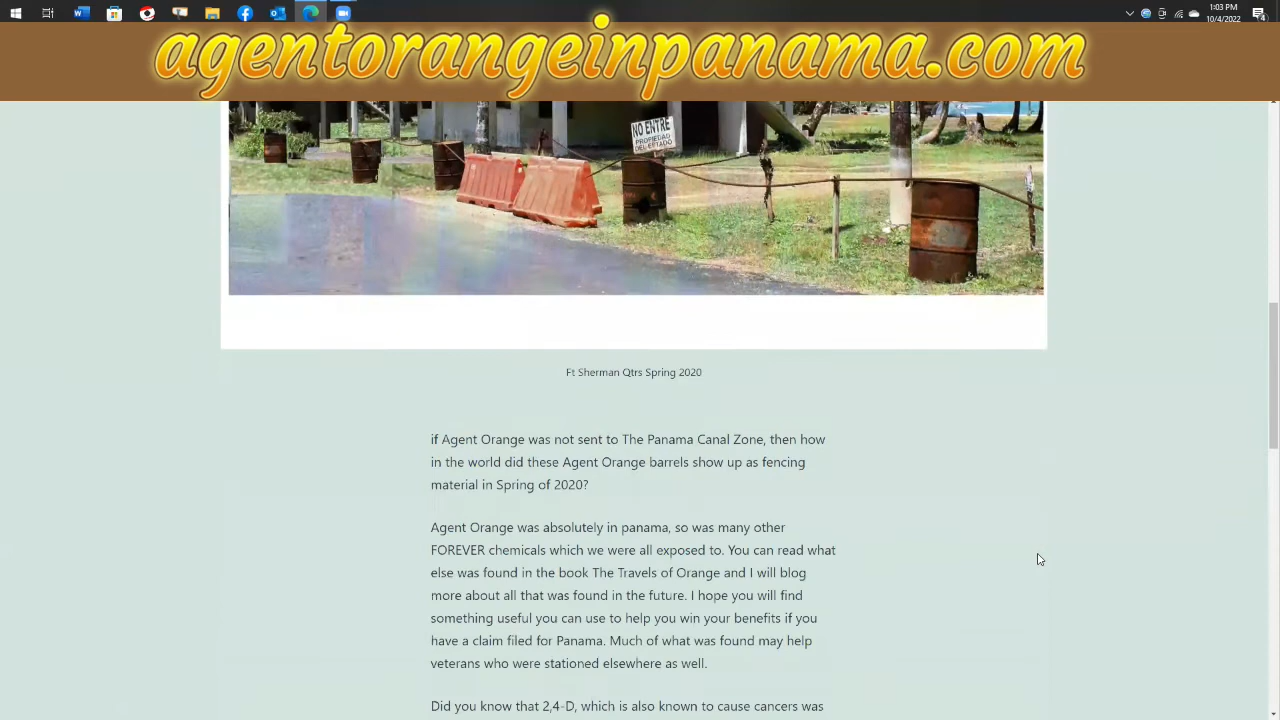 1:03 PM
10/4/2022
agentorangeinpanama.com
NO ENTRE
PROPIEDAD
DEL ESTADO
Ft Sherman Qtrs Spring 2020
if Agent Orange was not sent to The Panama Canal Zone, then how
in the world did these Agent Orange barrels show up as fencing
material in Spring of 2020?
Agent Orange was absolutely in panama, so was many other
FOREVER chemicals which we were all exposed to. You can read what
else was found in the book The Travels of Orange and I will blog
more about all that was found in the future. I hope you will find
something useful you can use to help you win your benefits if you
have a claim filed for Panama. Much of what was found may help
veterans who were stationed elsewhere as well.
Did you know that 2,4-D, which is also known to cause cancers was